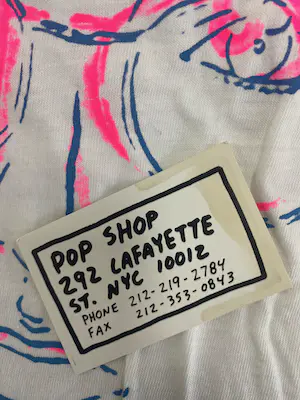 POP SHOP
292 LAFAYETTE
ST. NYC 10012
PHONE 212-219-2784
FAX 212-353-0843